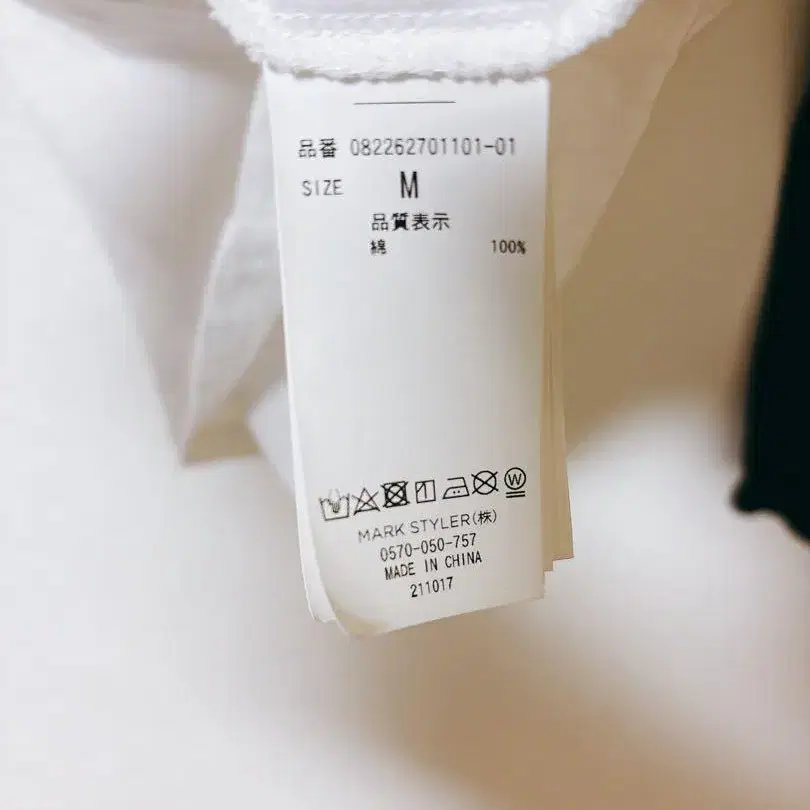 品番 082262701101-01
SIZE M
品質表示
綿 100%
W
MARK STYLER(株)
0570-050-757
MADE IN CHINA
211017